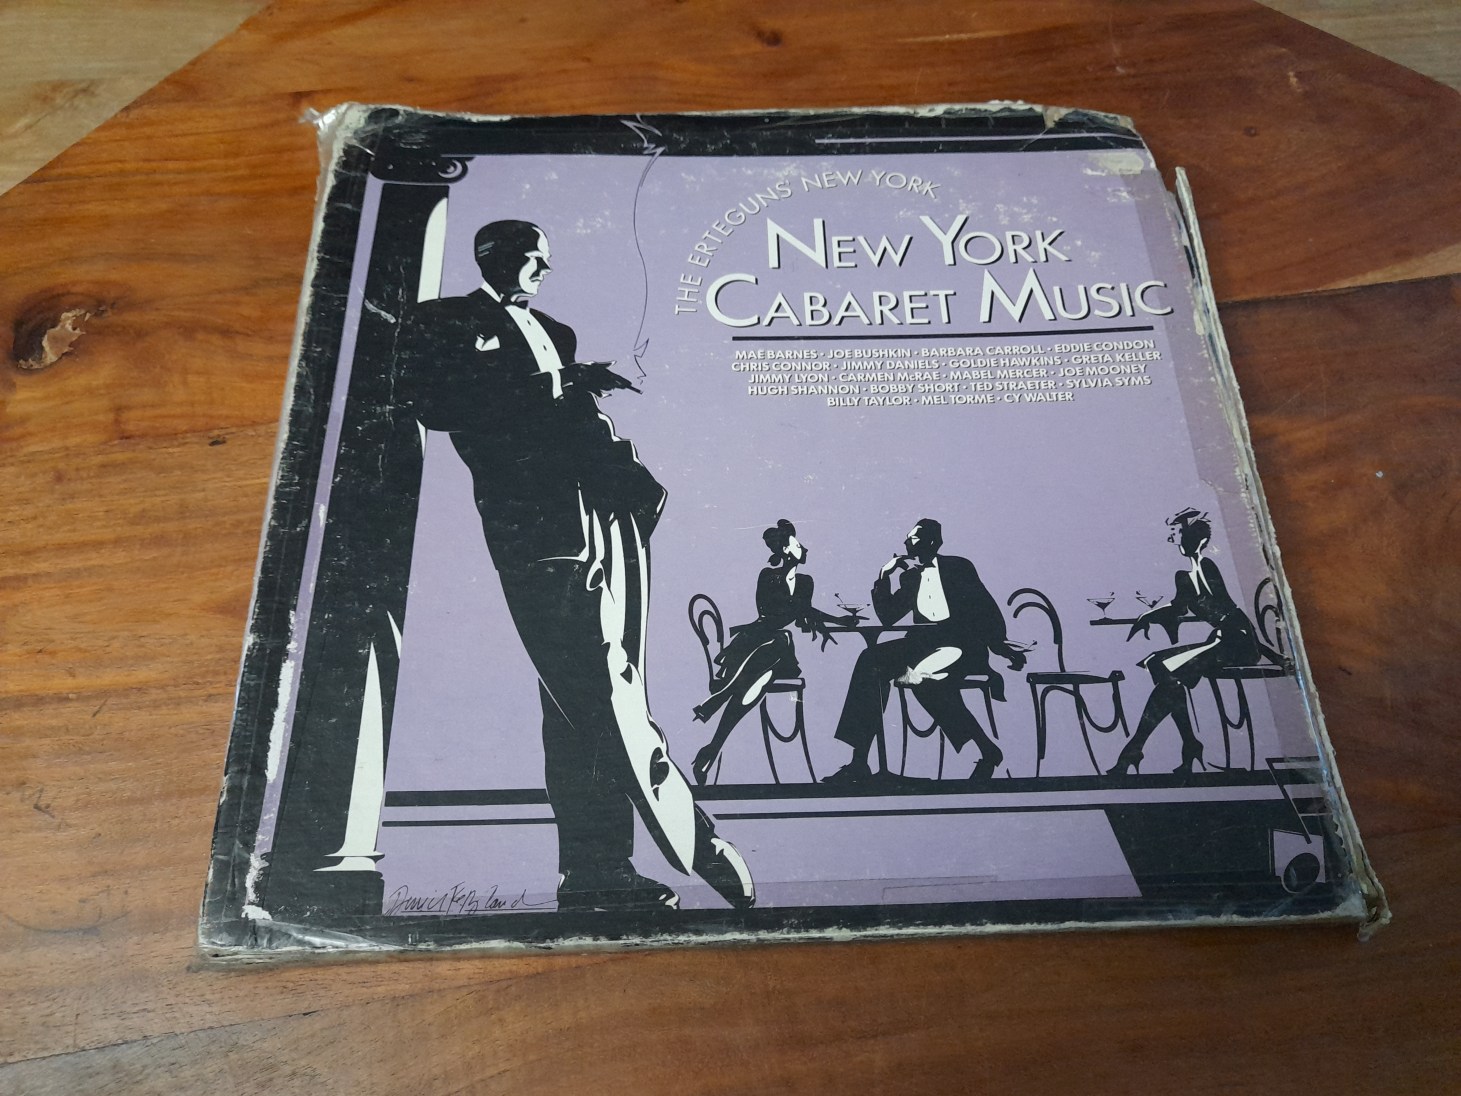 THE ERTEGUNS' NEW YORK
NEW YORK
CABARET MUSIC
MAE BARNES · JOE BUSHKIN · BARBARA CARROLL · EDDIE CONDON
CHRIS CONNOR · JIMMY DANIELS · GOLDIE HAWKINS · GRETA KELLER
JIMMY LYON · CARMEN McRAE · MABEL MERCER · JOE MOONEY
HUGH SHANNON · BOBBY SHORT · TED STRAETER · SYLVIA SYMS
BILLY TAYLOR · MEL TORME · CY WALTER